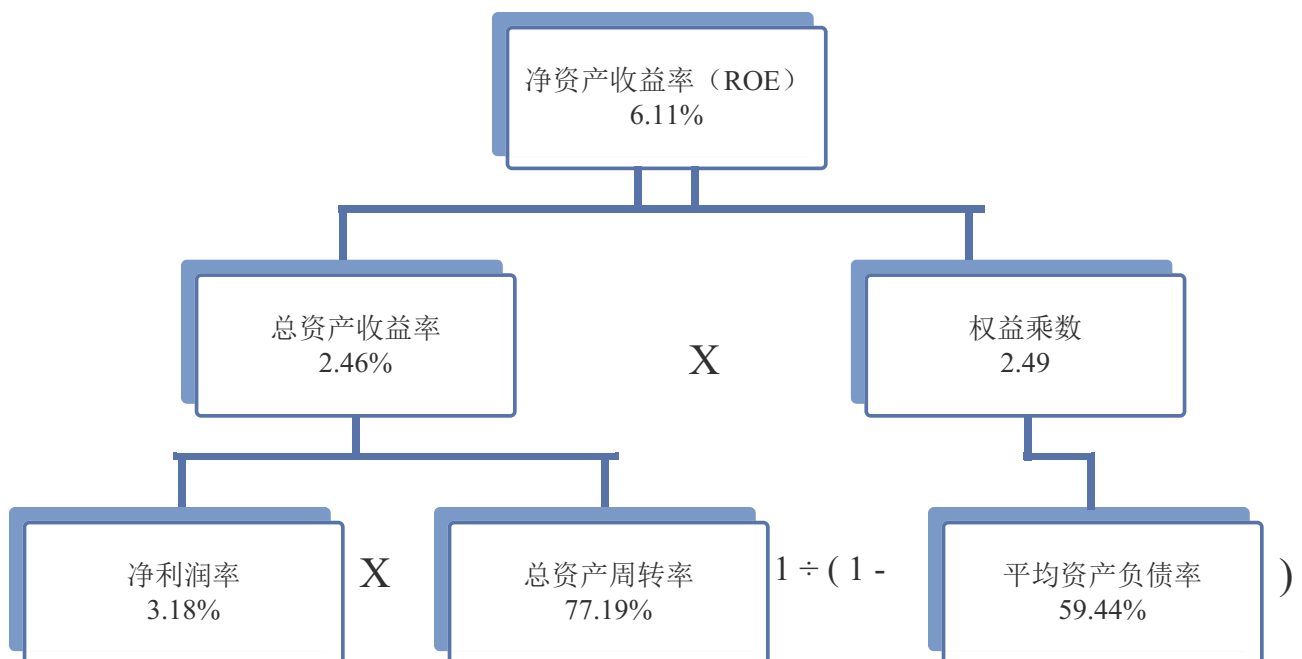 净资产收益率（ROE）
6.11%
总资产收益率
2.46%
X
权益乘数
2.49
净利润率
3.18%
X
总资产周转率
77.19%
1 ÷ ( 1 -
平均资产负债率
59.44%
)